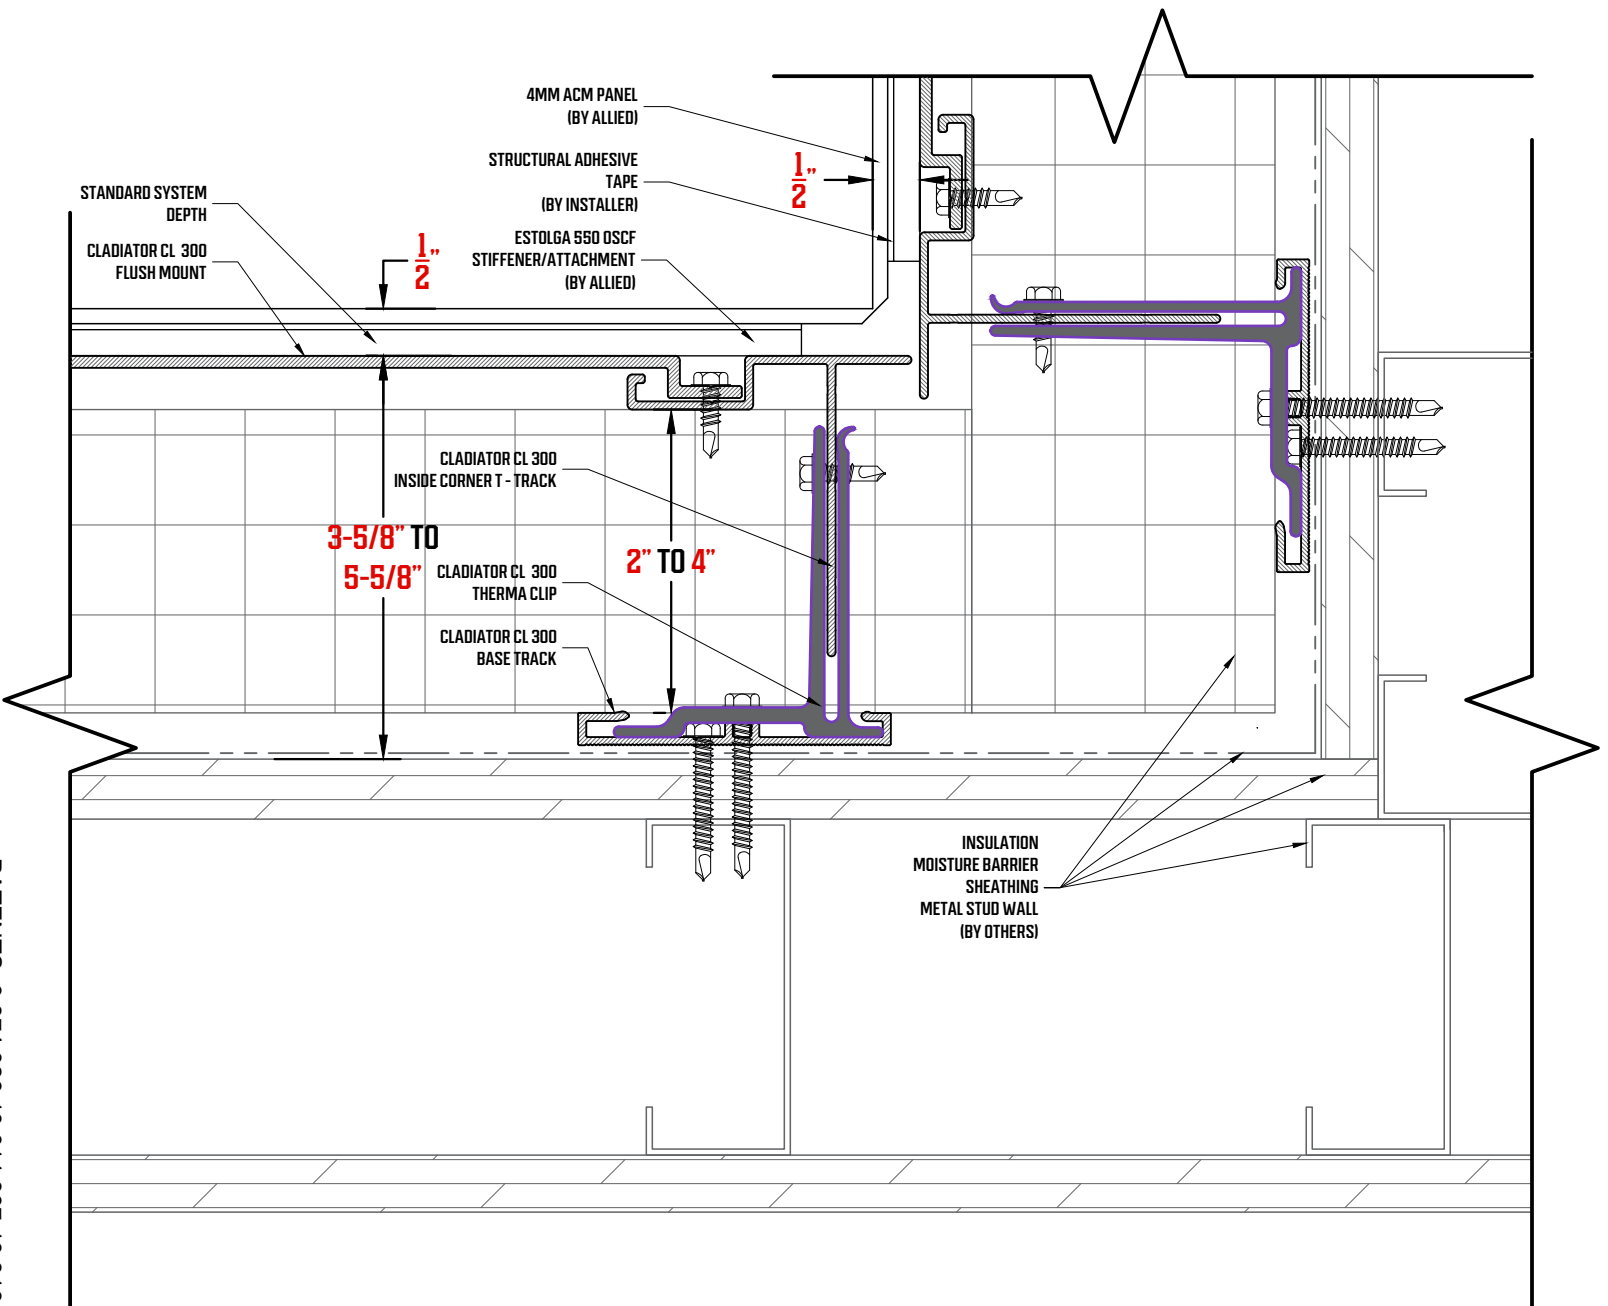 4MM ACM PANEL
(BY ALLIED)
STRUCTURAL ADHESIVE
TAPE
(BY INSTALLER)
STANDARD SYSTEM
DEPTH
CLADIATOR CL 300
FLUSH MOUNT
ESTOLGA 550 OSCF
STIFFENER/ATTACHMENT
(BY ALLIED)
1/2"
1/2"
CLADIATOR CL 300
INSIDE CORNER T - TRACK
3-5/8" TO
5-5/8"
2" TO 4"
CLADIATOR CL 300
THERMA CLIP
CLADIATOR CL 300
BASE TRACK
INSULATION
MOISTURE BARRIER
SHEATHING
METAL STUD WALL
(BY OTHERS)